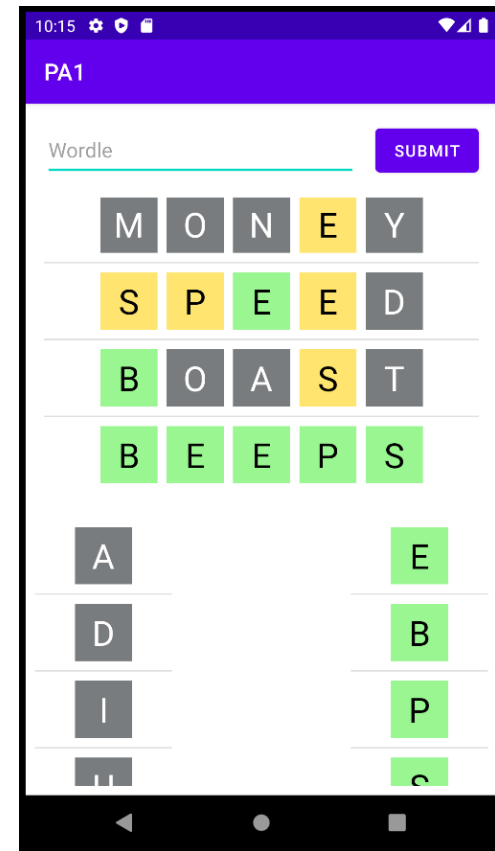 10:15
PA1
Wordle SUBMIT
M O N E Y
S P E E D
B O A S T
B E E P S
A E
D B
I P
S